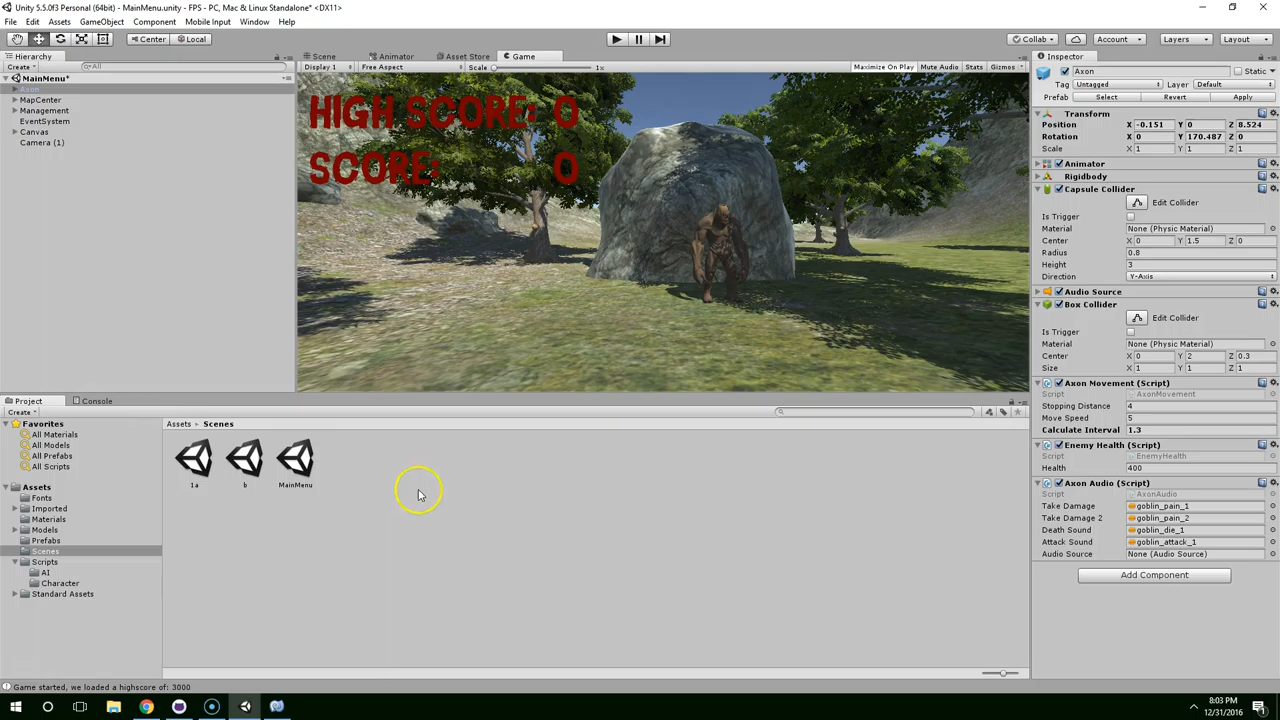 Unity 5.5.0f3 Personal (64bit) - MainMenu.unity - FPS - PC, Mac & Linux Standalone* <DX11>
File Edit Assets GameObject Component Mobile Input Window Help
Center Local Collab Account Layers Layout
Hierarchy Scene Animator Asset Store Game Inspector
Create All Display 1 Free Aspect Scale 1x Maximize On Play Mute Audio Stats Gizmos Axon Static
MainMenu* Tag Untagged Layer Default
Axon Prefab Select Revert Apply
MapCenter
Management
EventSystem
Canvas
Camera (1)
HIGH SCORE: 0
SCORE: 0
Transform
Position X -0.151 Y 0 Z 8.524
Rotation X 0 Y 170.487 Z 0
Scale X 1 Y 1 Z 1
Animator
Rigidbody
Capsule Collider
Edit Collider
Is Trigger
Material None (Physic Material)
Center X 0 Y 1.5 Z 0
Radius 0.8
Height 3
Direction Y-Axis
Audio Source
Box Collider
Edit Collider
Is Trigger
Material None (Physic Material)
Center X 0 Y 2 Z 0.3
Size X 1 Y 1 Z 1
Axon Movement (Script)
Script AxonMovement
Stopping Distance 4
Move Speed 5
Calculate Interval 1.3
Enemy Health (Script)
Script EnemyHealth
Health 400
Axon Audio (Script)
Script AxonAudio
Take Damage goblin_pain_1
Take Damage 2 goblin_pain_2
Death Sound goblin_die_1
Attack Sound goblin_attack_1
Audio Source None (Audio Source)
Add Component
Project Console
Create
Favorites
All Materials
All Models
All Prefabs
All Scripts
Assets
Fonts
Imported
Materials
Models
Prefabs
Scenes
Scripts
AI
Character
Standard Assets
Assets Scenes
1a b MainMenu
Game started, we loaded a highscore of: 3000
8:03 PM
12/31/2016